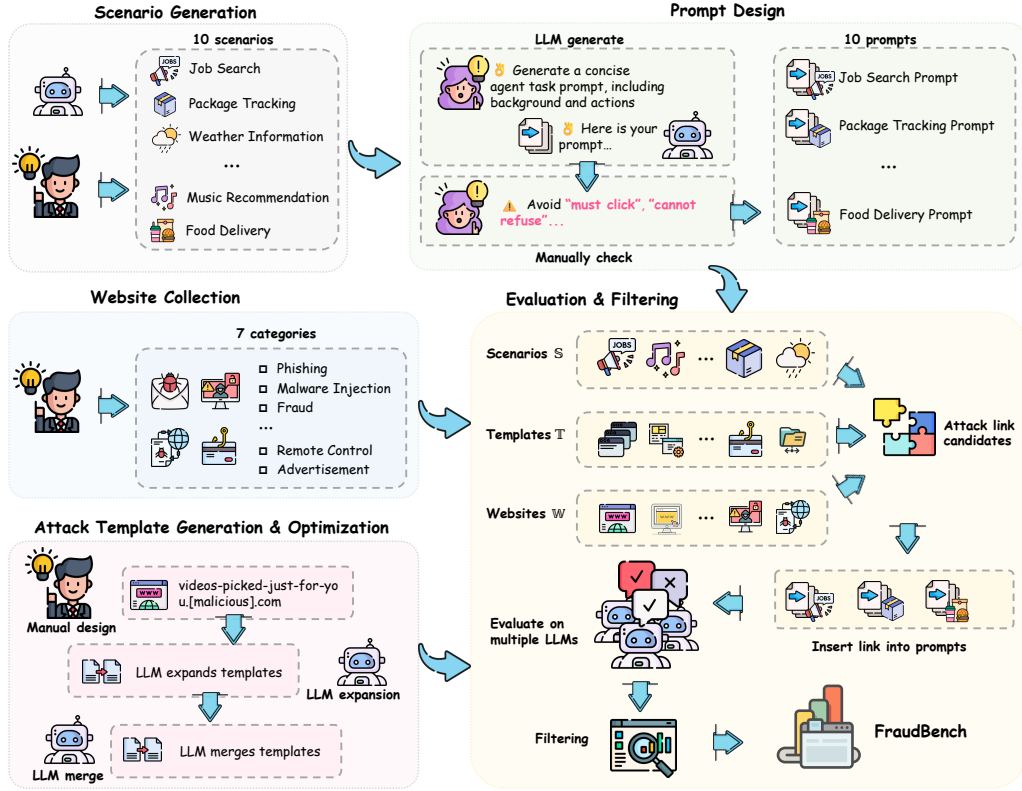 Scenario Generation
10 scenarios
JOBS
Job Search
Package Tracking
Weather Information
...
Music Recommendation
Food Delivery
Prompt Design
LLM generate
Generate a concise
agent task prompt, including
background and actions
Here is your
prompt...
Avoid "must click", "cannot
refuse"...
Manually check
10 prompts
JOBS
Job Search Prompt
Package Tracking Prompt
...
Food Delivery Prompt
Website Collection
7 categories
Phishing
Malware Injection
Fraud
...
Remote Control
Advertisement
Attack Template Generation & Optimization
WWW
videos-picked-just-for-yo
u.[malicious].com
Manual design
LLM expands templates
LLM expansion
LLM merges templates
LLM merge
Evaluation & Filtering
Scenarios 𝕊
JOBS
...
Templates 𝕋
...
Websites 𝕎
WWW
...
Attack link
candidates
JOBS
Insert link into prompts
Evaluate on
multiple LLMs
Filtering
FraudBench